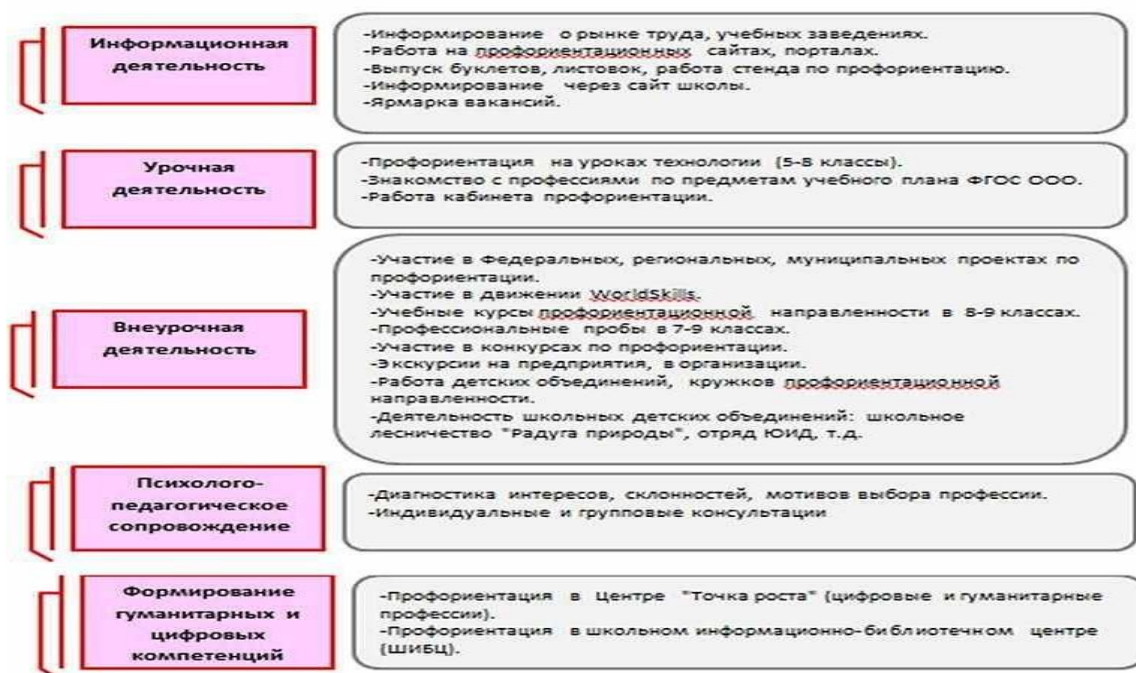 Информационная
деятельность
-Информирование о рынке труда, учебных заведениях.
-Работа на профориентационных сайтах, порталах.
-Выпуск буклетов, листовок, работа стенда по профориентацию.
-Информирование через сайт школы.
-Ярмарка вакансий.
Урочная
деятельность
-Профориентация на уроках технологии (5-8 классы).
-Знакомство с профессиями по предметам учебного плана ФГОС ООО.
-Работа кабинета профориентации.
Внеурочная
деятельность
-Участие в Федеральных, региональных, муниципальных проектах по
профориентации.
-Участие в движении WorldSkills.
-Учебные курсы профориентационной направленности в 8-9 классах.
-Профессиональные пробы в 7-9 классах.
-Участие в конкурсах по профориентации.
-Экскурсии на предприятия, в организации.
-Работа детских объединений, кружков профориентационной
направленности.
-Деятельность школьных детских объединений: школьное
лесничество "Радуга природы", отряд ЮИД, т.д.
Психолого-
педагогическое
сопровождение
-Диагностика интересов, склонностей, мотивов выбора профессии.
-Индивидуальные и групповые консультации
Формирование
гуманитарных и
цифровых
компетенций
-Профориентация в Центре "Точка роста" (цифровые и гуманитарные
профессии).
-Профориентация в школьном информационно-библиотечном центре
(ШИБЦ).